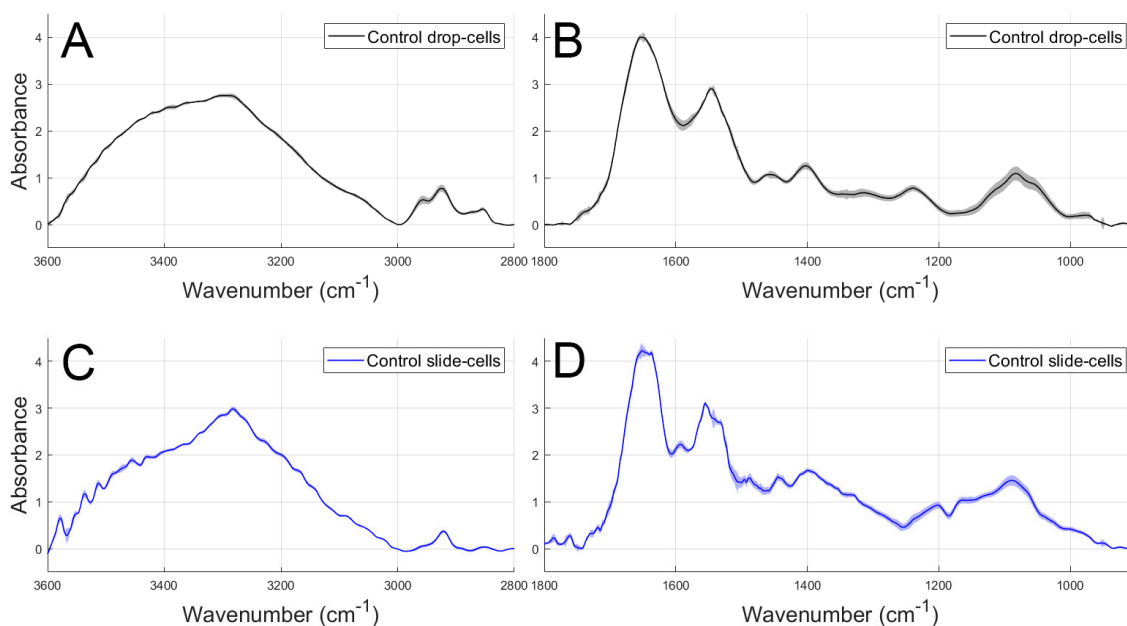 A
Control drop-cells
Absorbance
4
3
2
1
0
3600
3400
3200
3000
2800
Wavenumber (cm⁻¹)
B
Control drop-cells
4
3
2
1
0
1800
1600
1400
1200
1000
Wavenumber (cm⁻¹)
C
Control slide-cells
Absorbance
4
3
2
1
0
3600
3400
3200
3000
2800
Wavenumber (cm⁻¹)
D
Control slide-cells
4
3
2
1
0
1800
1600
1400
1200
1000
Wavenumber (cm⁻¹)